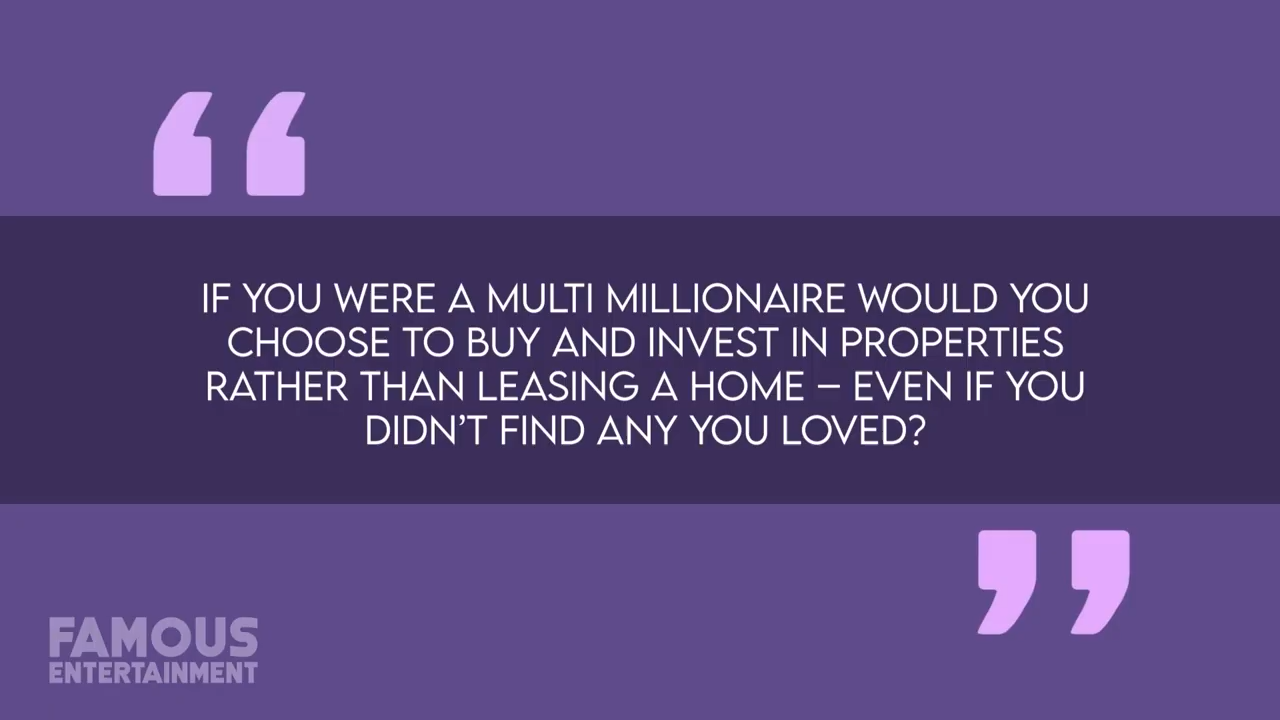 IF YOU WERE A MULTI MILLIONAIRE WOULD YOU
CHOOSE TO BUY AND INVEST IN PROPERTIES
RATHER THAN LEASING A HOME – EVEN IF YOU
DIDN’T FIND ANY YOU LOVED?
FAMOUS
ENTERTAINMENT